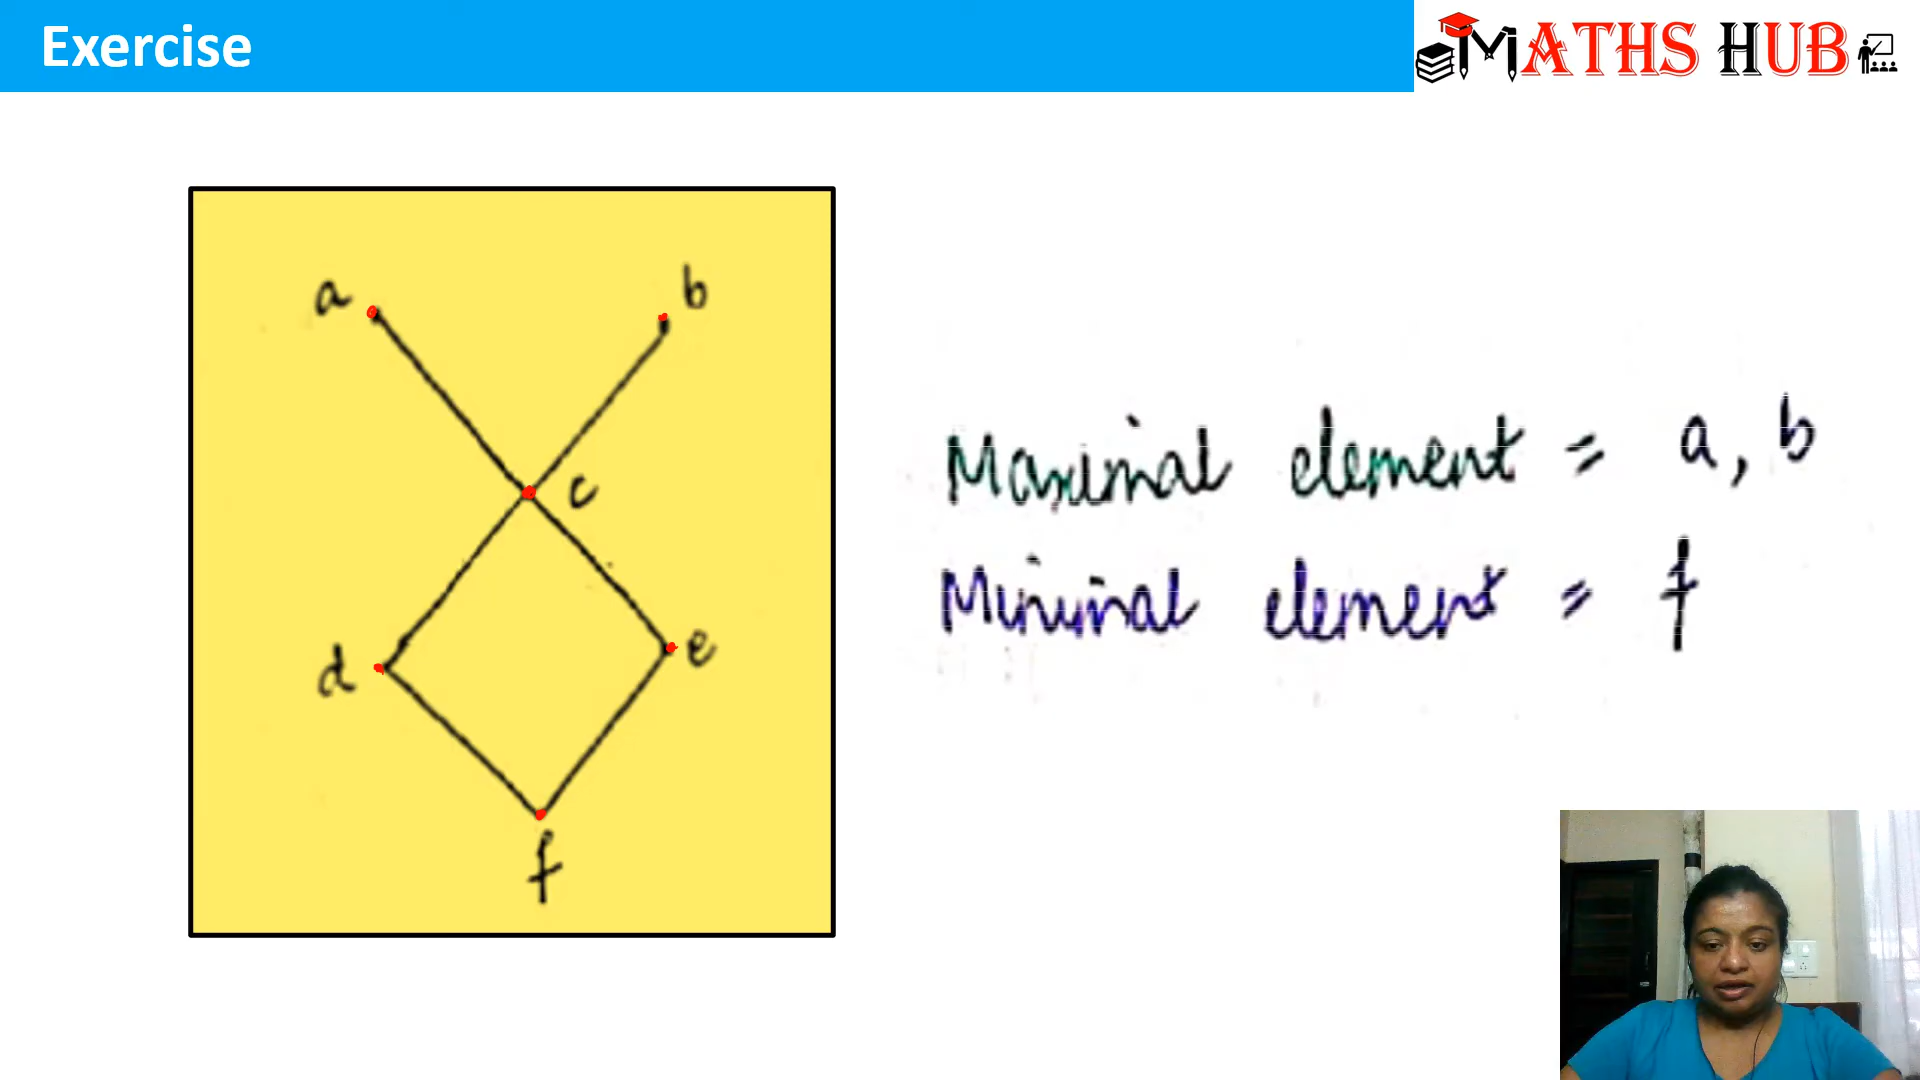 Exercise
MATHS HUB
a
b
c
d
e
f
Maximal element = a, b
Minimal element = f